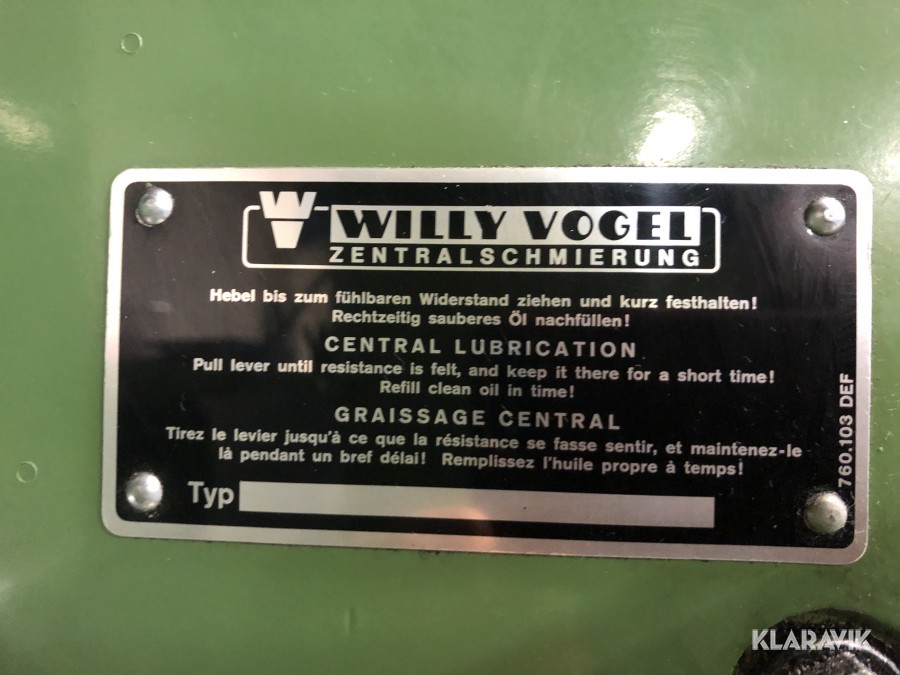 WILLY VOGEL
ZENTRALSCHMIERUNG
Hebel bis zum fühlbaren Widerstand ziehen und kurz festhalten!
Rechtzeitig sauberes Öl nachfüllen!
CENTRAL LUBRICATION
Pull lever until resistance is felt, and keep it there for a short time!
Refill clean oil in time!
GRAISSAGE CENTRAL
Tirez le levier jusqu'à ce que la résistance se fasse sentir, et maintenez-le
là pendant un bref délai! Remplissez l'huile propre à temps!
Typ
760.103 DEF
KLARAVIK